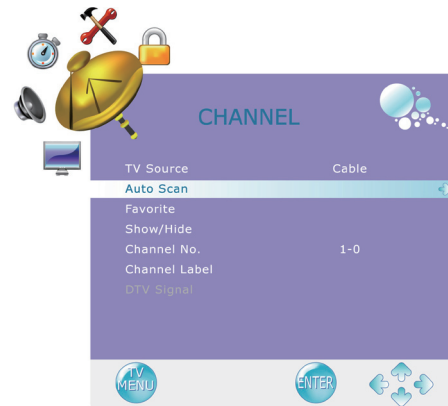 CHANNEL
TV Source Cable
Auto Scan
Favorite
Show/Hide
Channel No. 1-0
Channel Label
DTV Signal
TV
MENU ENTER